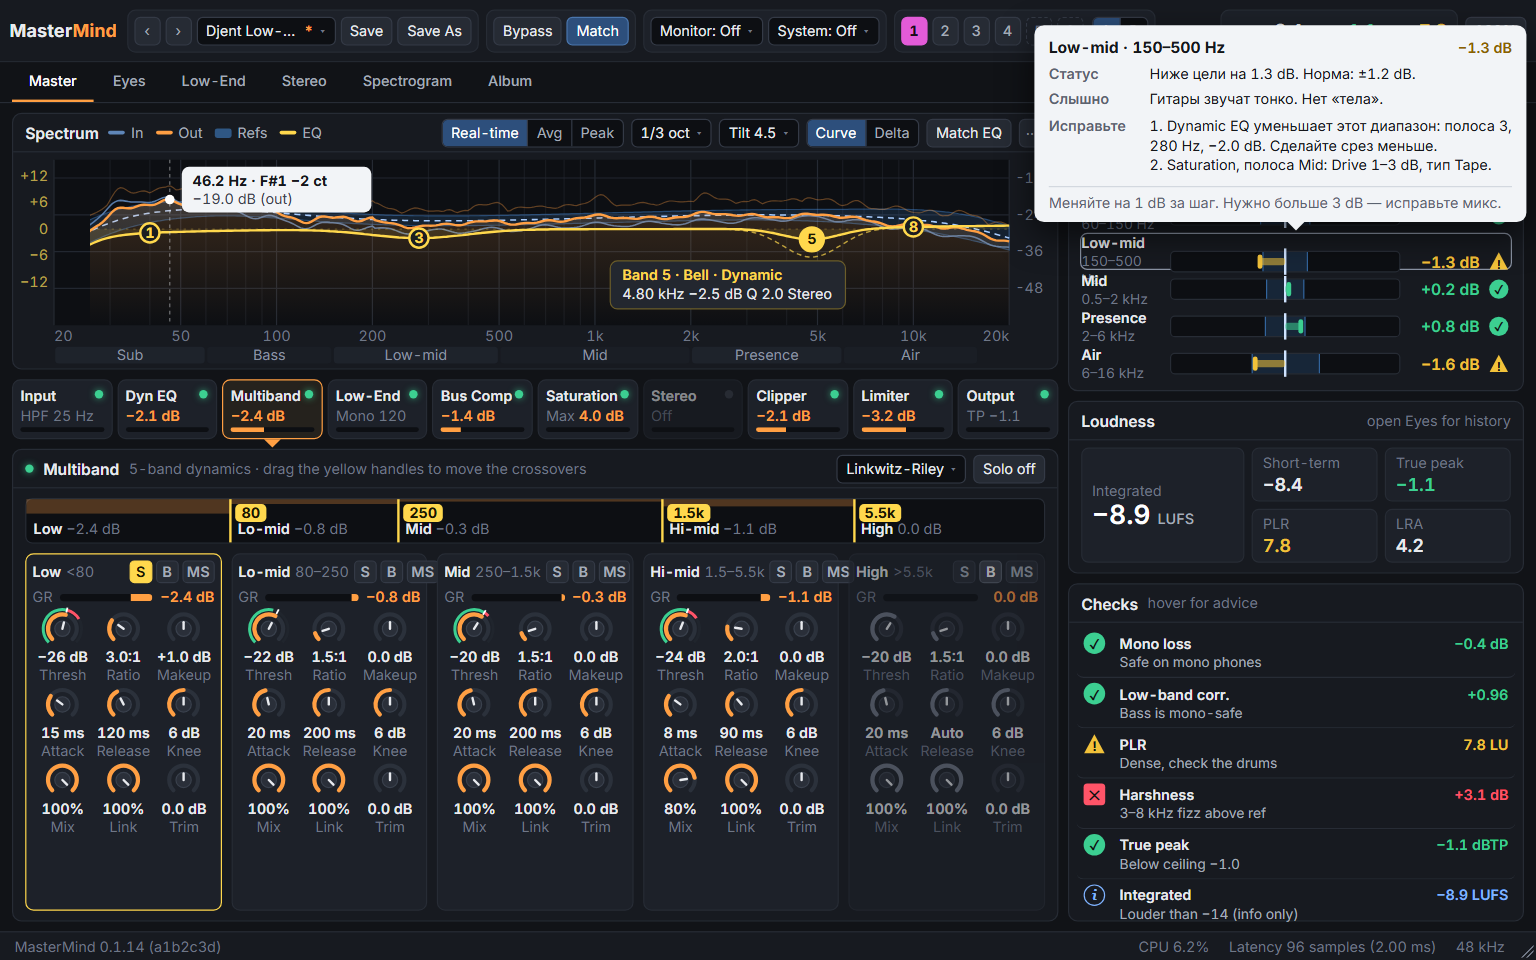 MasterMind
‹ › Djent Low-... * Save Save As Bypass Match Monitor: Off System: Off 1 2 3 4
Master Eyes Low-End Stereo Spectrogram Album
Low-mid · 150–500 Hz −1.3 dB
Статус Ниже цели на 1.3 dB. Норма: ±1.2 dB.
Слышно Гитары звучат тонко. Нет «тела».
Исправьте 1. Dynamic EQ уменьшает этот диапазон: полоса 3,
280 Hz, −2.0 dB. Сделайте срез меньше.
2. Saturation, полоса Mid: Drive 1–3 dB, тип Tape.
Меняйте на 1 dB за шаг. Нужно больше 3 dB — исправьте микс.
Spectrum In Out Refs EQ Real-time Avg Peak 1/3 oct Tilt 4.5 Curve Delta Match EQ ...
+12
+6
0
−6
−12
46.2 Hz · F#1 −2 ct
−19.0 dB (out)
1 3 5 8
Band 5 · Bell · Dynamic
4.80 kHz −2.5 dB Q 2.0 Stereo
-36
-48
20 50 100 200 500 1k 2k 5k 10k 20k
Sub Bass Low-mid Mid Presence Air
60–150 Hz
Low-mid
150–500
−1.3 dB
Mid
0.5–2 kHz
+0.2 dB
Presence
2–6 kHz
+0.8 dB
Air
6–16 kHz
−1.6 dB
Input
HPF 25 Hz
Dyn EQ
−2.1 dB
Multiband
−2.4 dB
Low-End
Mono 120
Bus Comp
−1.4 dB
Saturation
Max 4.0 dB
Stereo
Off
Clipper
−2.1 dB
Limiter
−3.2 dB
Output
TP −1.1
Multiband 5-band dynamics · drag the yellow handles to move the crossovers Linkwitz-Riley Solo off
80 250 1.5k 5.5k
Low −2.4 dB Lo-mid −0.8 dB Mid −0.3 dB Hi-mid −1.1 dB High 0.0 dB
Low <80 S B MS
GR −2.4 dB
−26 dB 3.0:1 +1.0 dB
Thresh Ratio Makeup
15 ms 120 ms 6 dB
Attack Release Knee
100% 100% 0.0 dB
Mix Link Trim
Lo-mid 80–250 S B MS
GR −0.8 dB
−22 dB 1.5:1 0.0 dB
Thresh Ratio Makeup
20 ms 200 ms 6 dB
Attack Release Knee
100% 100% 0.0 dB
Mix Link Trim
Mid 250–1.5k S B MS
GR −0.3 dB
−20 dB 1.5:1 0.0 dB
Thresh Ratio Makeup
20 ms 200 ms 6 dB
Attack Release Knee
100% 100% 0.0 dB
Mix Link Trim
Hi-mid 1.5–5.5k S B MS
GR −1.1 dB
−24 dB 2.0:1 0.0 dB
Thresh Ratio Makeup
8 ms 90 ms 6 dB
Attack Release Knee
80% 100% 0.0 dB
Mix Link Trim
High >5.5k S B MS
GR 0.0 dB
−20 dB 1.5:1 0.0 dB
Thresh Ratio Makeup
20 ms Auto 6 dB
Attack Release Knee
100% 100% 0.0 dB
Mix Link Trim
Loudness open Eyes for history
Integrated
−8.9 LUFS
Short-term
−8.4
True peak
−1.1
PLR
7.8
LRA
4.2
Checks hover for advice
Mono loss −0.4 dB
Safe on mono phones
Low-band corr. +0.96
Bass is mono-safe
PLR 7.8 LU
Dense, check the drums
Harshness +3.1 dB
3–8 kHz fizz above ref
True peak −1.1 dBTP
Below ceiling −1.0
Integrated −8.9 LUFS
Louder than −14 (info only)
MasterMind 0.1.14 (a1b2c3d) CPU 6.2% Latency 96 samples (2.00 ms) 48 kHz